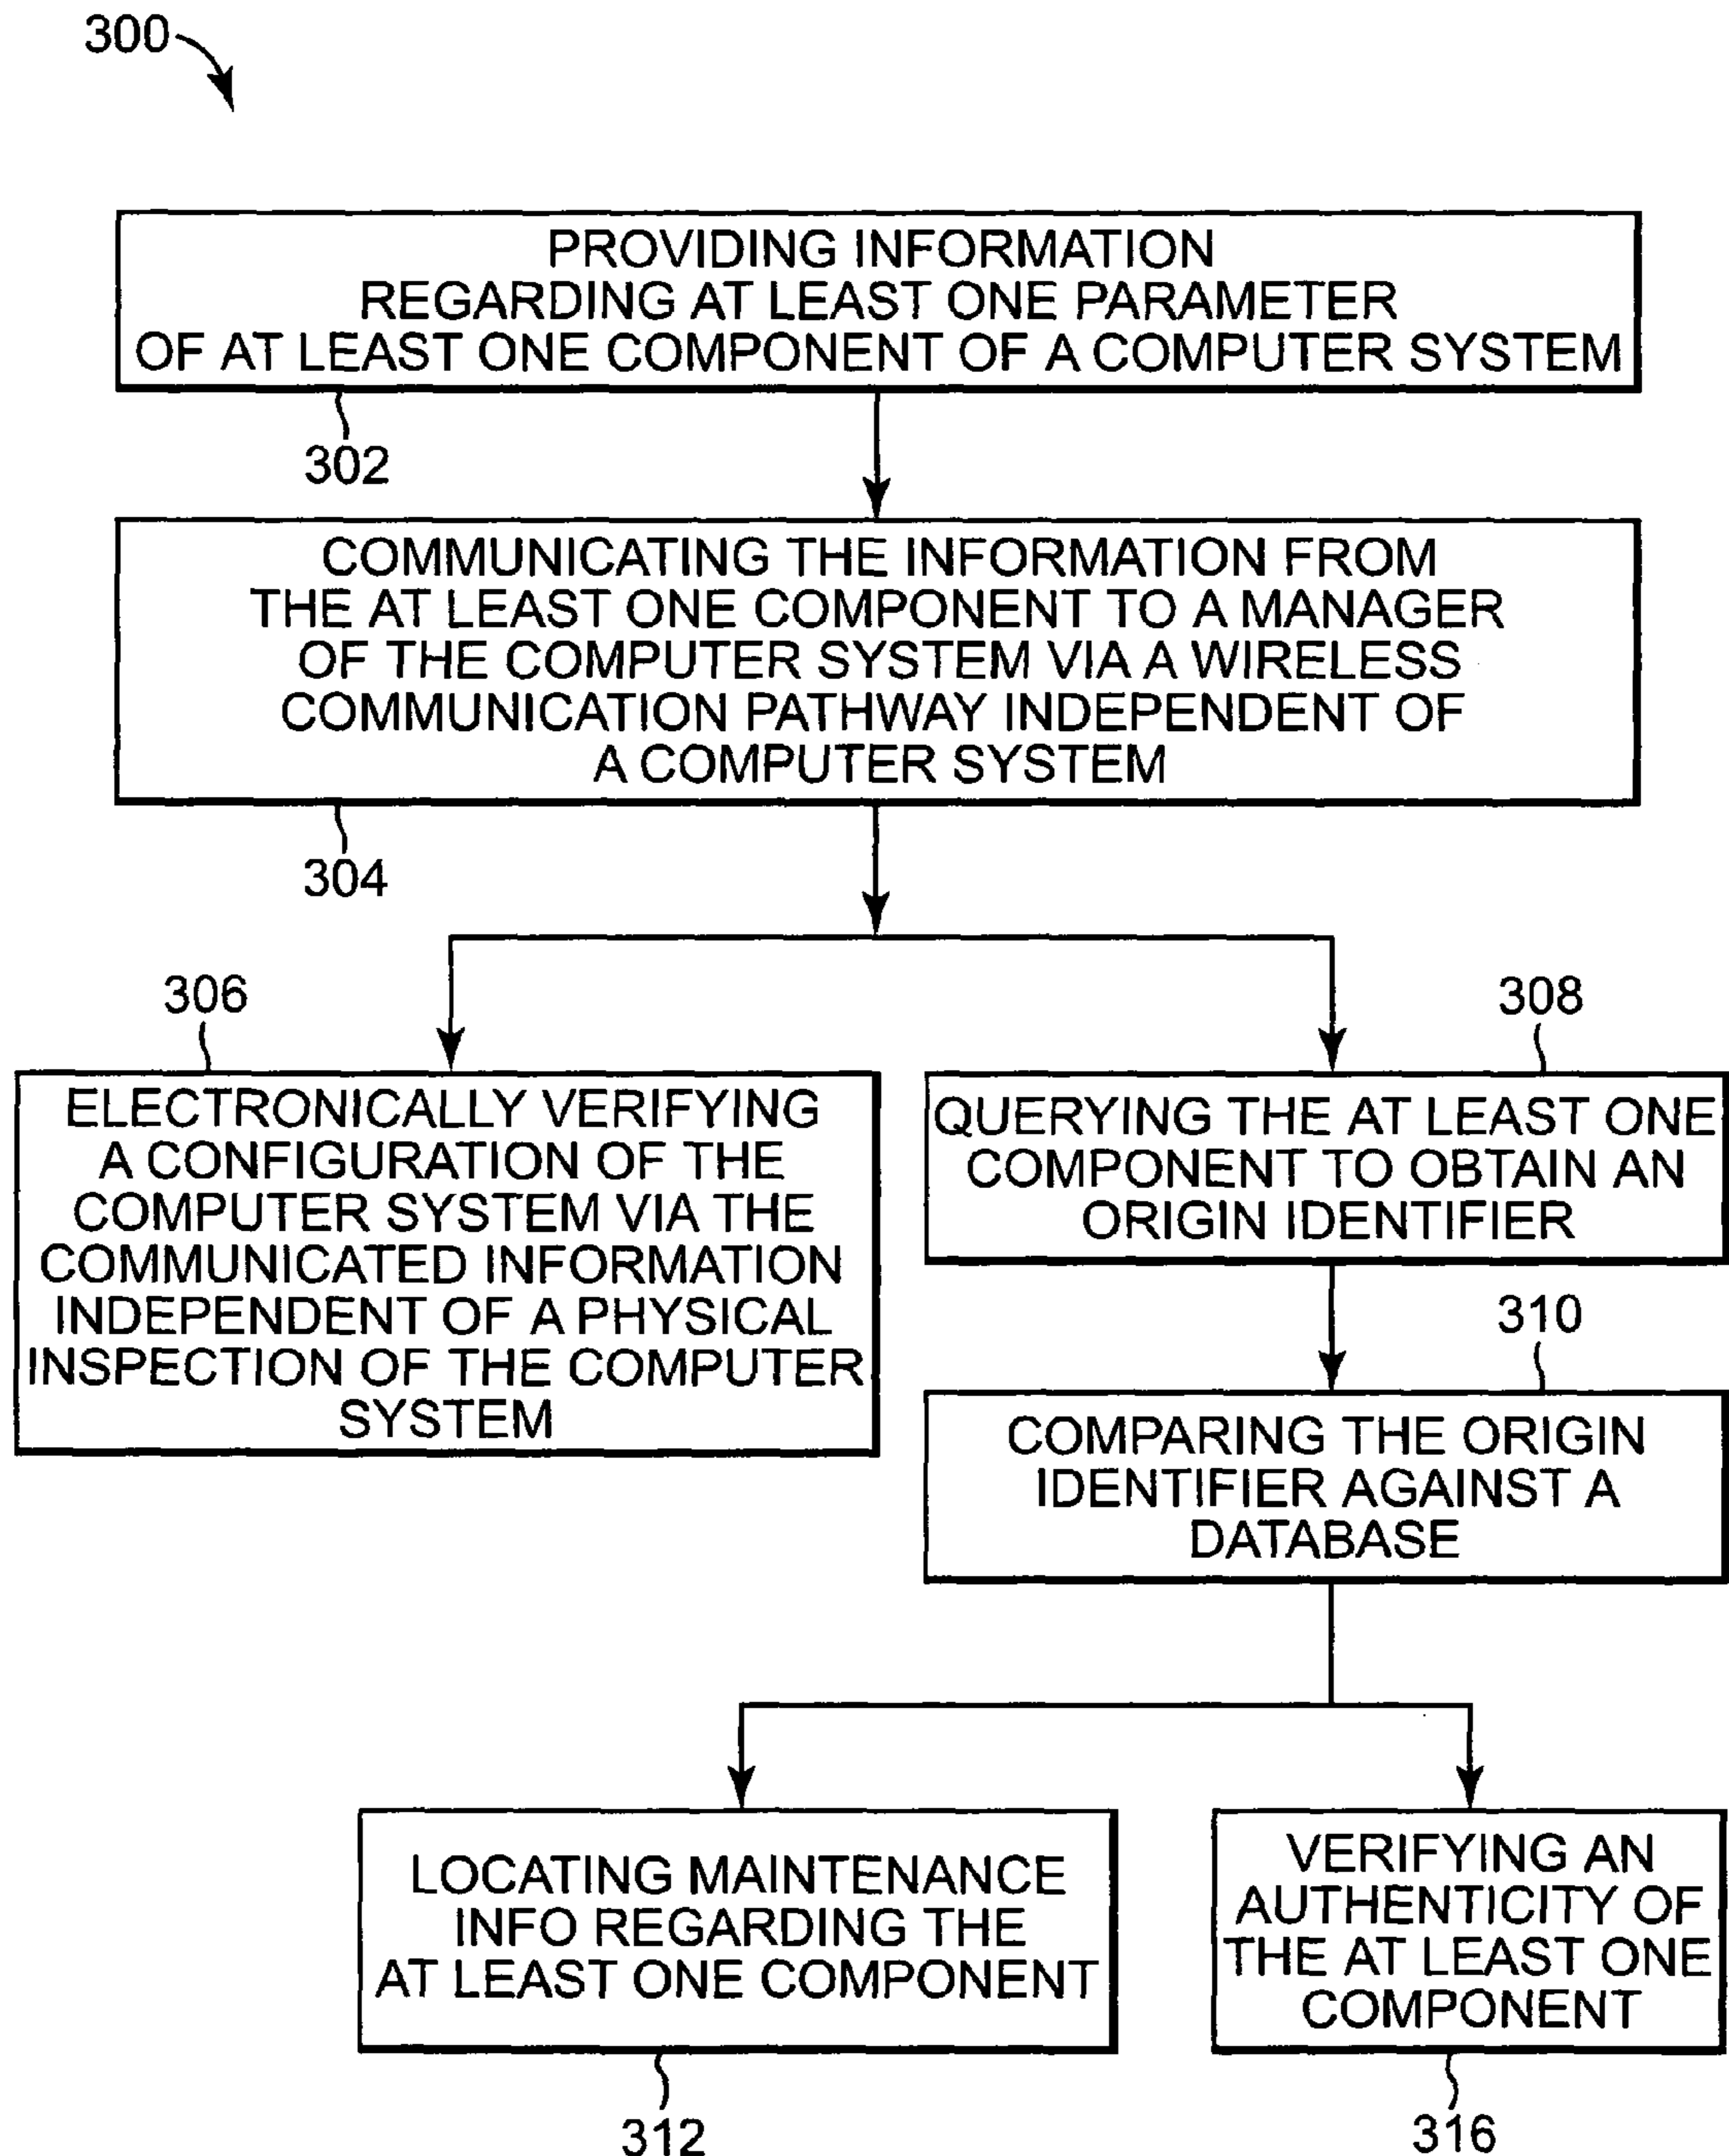 300
PROVIDING INFORMATION
REGARDING AT LEAST ONE PARAMETER
OF AT LEAST ONE COMPONENT OF A COMPUTER SYSTEM
302
COMMUNICATING THE INFORMATION FROM
THE AT LEAST ONE COMPONENT TO A MANAGER
OF THE COMPUTER SYSTEM VIA A WIRELESS
COMMUNICATION PATHWAY INDEPENDENT OF
A COMPUTER SYSTEM
304
306
ELECTRONICALLY VERIFYING
A CONFIGURATION OF THE
COMPUTER SYSTEM VIA THE
COMMUNICATED INFORMATION
INDEPENDENT OF A PHYSICAL
INSPECTION OF THE COMPUTER
SYSTEM
308
QUERYING THE AT LEAST ONE
COMPONENT TO OBTAIN AN
ORIGIN IDENTIFIER
310
COMPARING THE ORIGIN
IDENTIFIER AGAINST A
DATABASE
LOCATING MAINTENANCE
INFO REGARDING THE
AT LEAST ONE COMPONENT
312
VERIFYING AN
AUTHENTICITY OF
THE AT LEAST ONE
COMPONENT
316